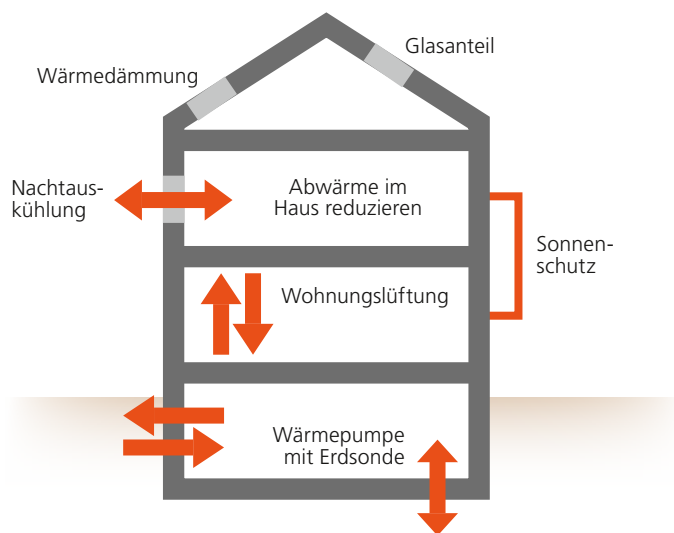 Glasanteil
Wärmedämmung
Nachtaus-
kühlung
Abwärme im
Haus reduzieren
Sonnen-
schutz
Wohnungslüftung
Wärmepumpe
mit Erdsonde